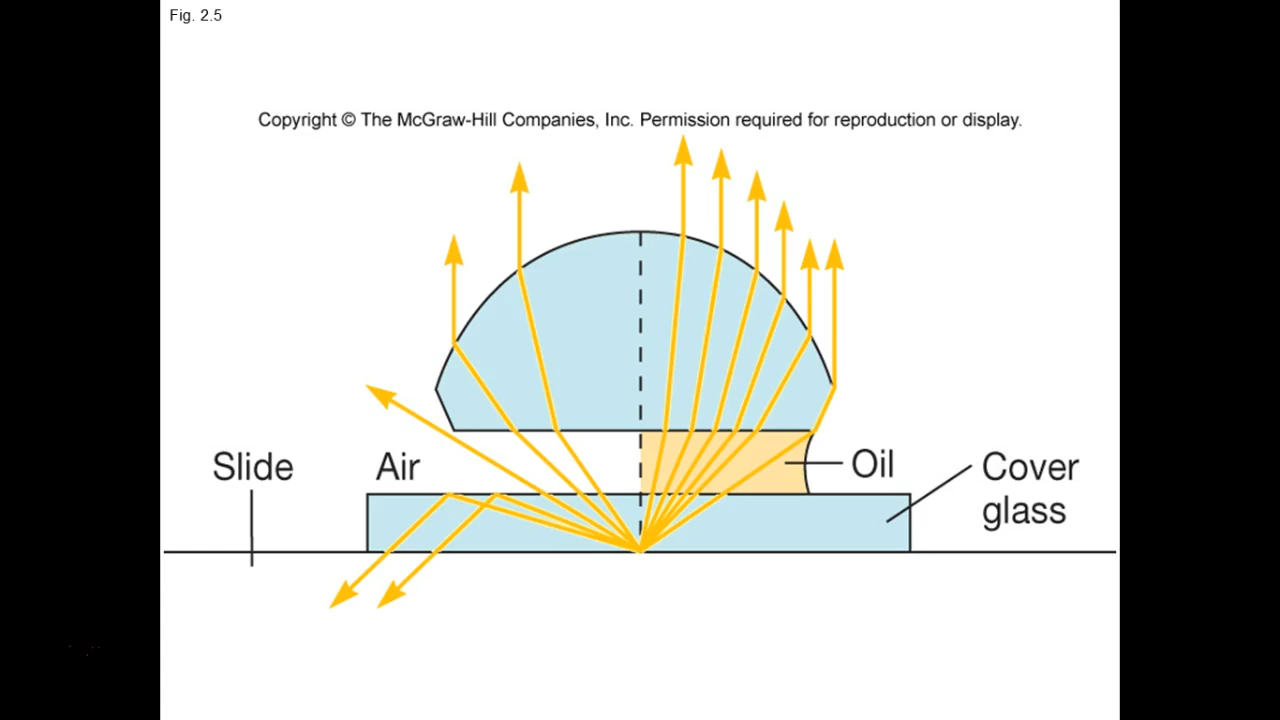 Fig. 2.5
Copyright © The McGraw-Hill Companies, Inc. Permission required for reproduction or display.
Slide
Air
Oil
Cover
glass